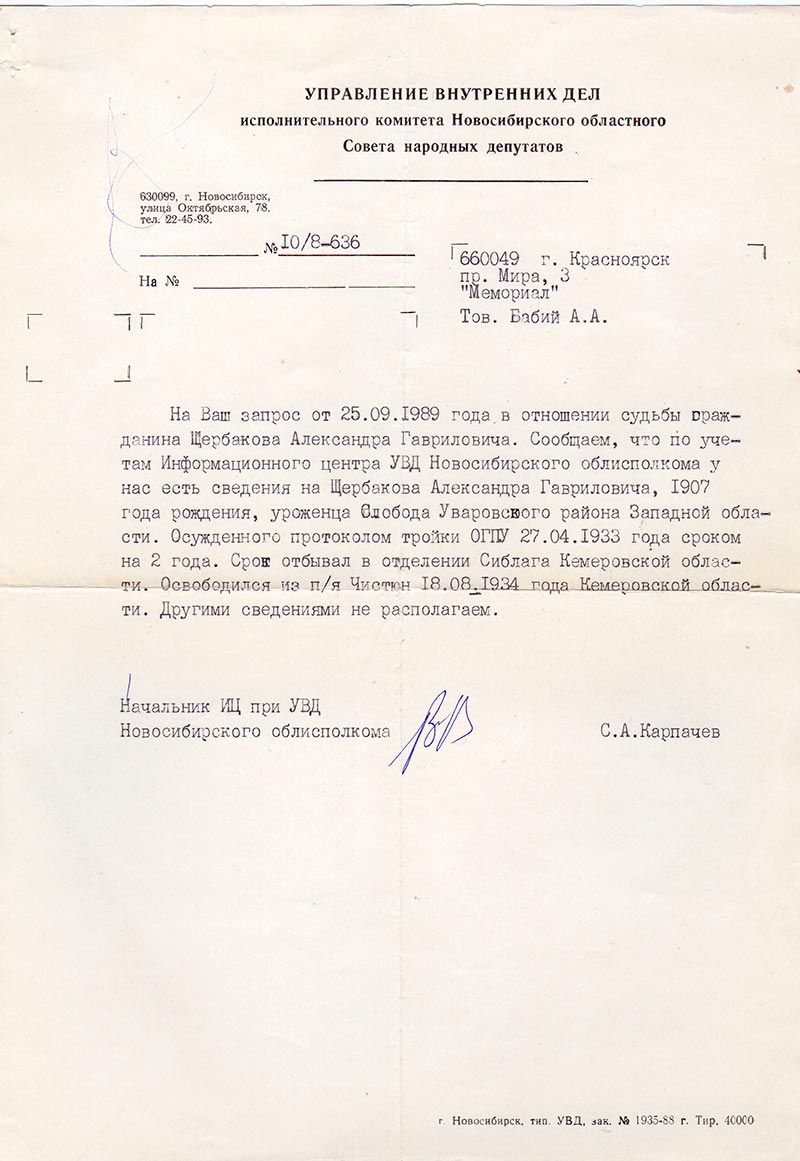 УПРАВЛЕНИЕ ВНУТРЕННИХ ДЕЛ
исполнительного комитета Новосибирского областного
Совета народных депутатов
630099, г. Новосибирск,
улица Октябрьская, 78.
тел. 22-45-93.
№ 10/8-636
На №
660049 г. Красноярск
пр. Мира, 3
"Мемориал"
Тов. Бабий А.А.
На Ваш запрос от 25.09.1989 года в отношении судьбы граж-
данина Щербакова Александра Гавриловича. Сообщаем, что по уче-
там Информационного центра УВД Новосибирского облисполкома у
нас есть сведения на Щербакова Александра Гавриловича, 1907
года рождения, уроженца Слобода Уваровского района Западной обла-
сти. Осужденного протоколом тройки ОГПУ 27.04.1933 года сроком
на 2 года. Срок отбывал в отделении Сиблага Кемеровской облас-
ти. Освободился из п/я Чистюн 18.08.1934 года Кемеровской облас-
ти. Другими сведениями не располагаем.
Начальник ИЦ при УВД
Новосибирского облисполкома
С.А.Карпачев
г. Новосибирск, тип. УВД, зак. № 1935-88 г. Тир. 40000